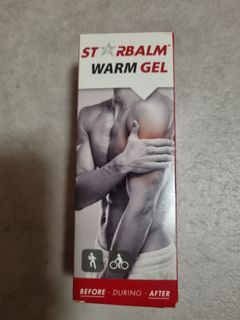 STARBALM®
WARM GEL
BEFORE · DURING · AFTER